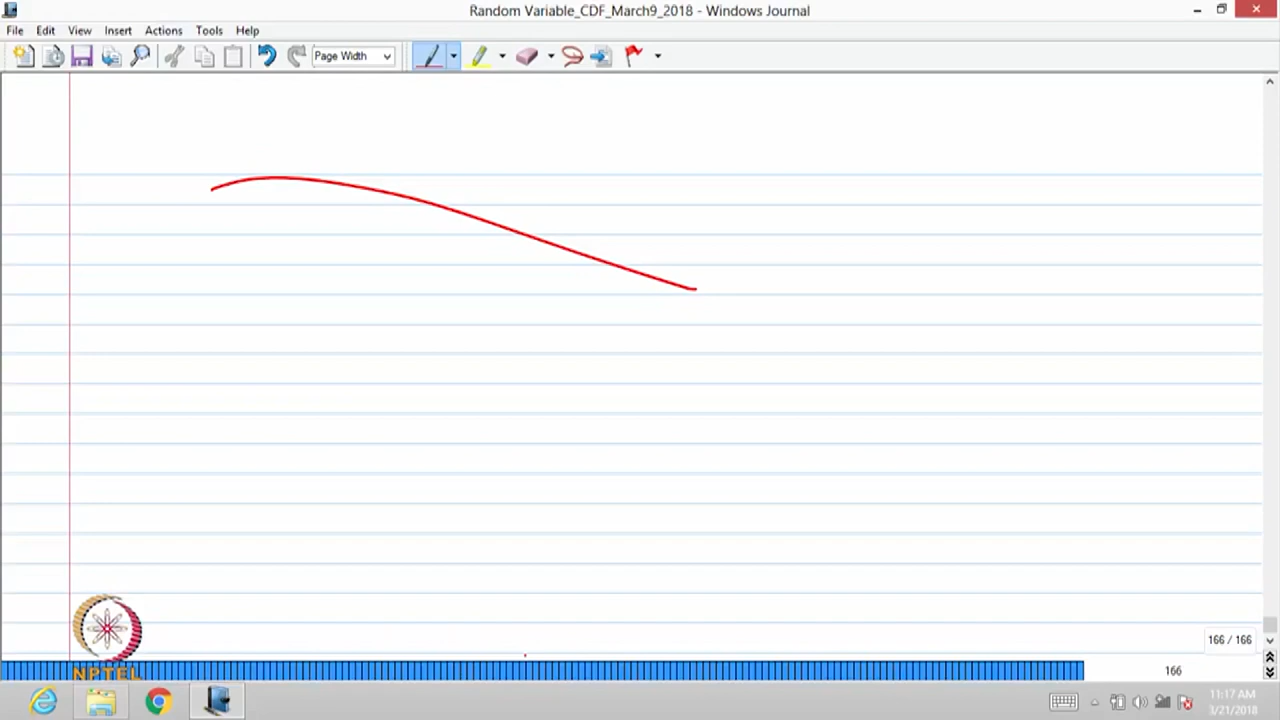 Random Variable_CDF_March9_2018 - Windows Journal
File Edit View Insert Actions Tools Help
Page Width
166 / 166
NPTEL
166
11:17 AM
3/21/2018